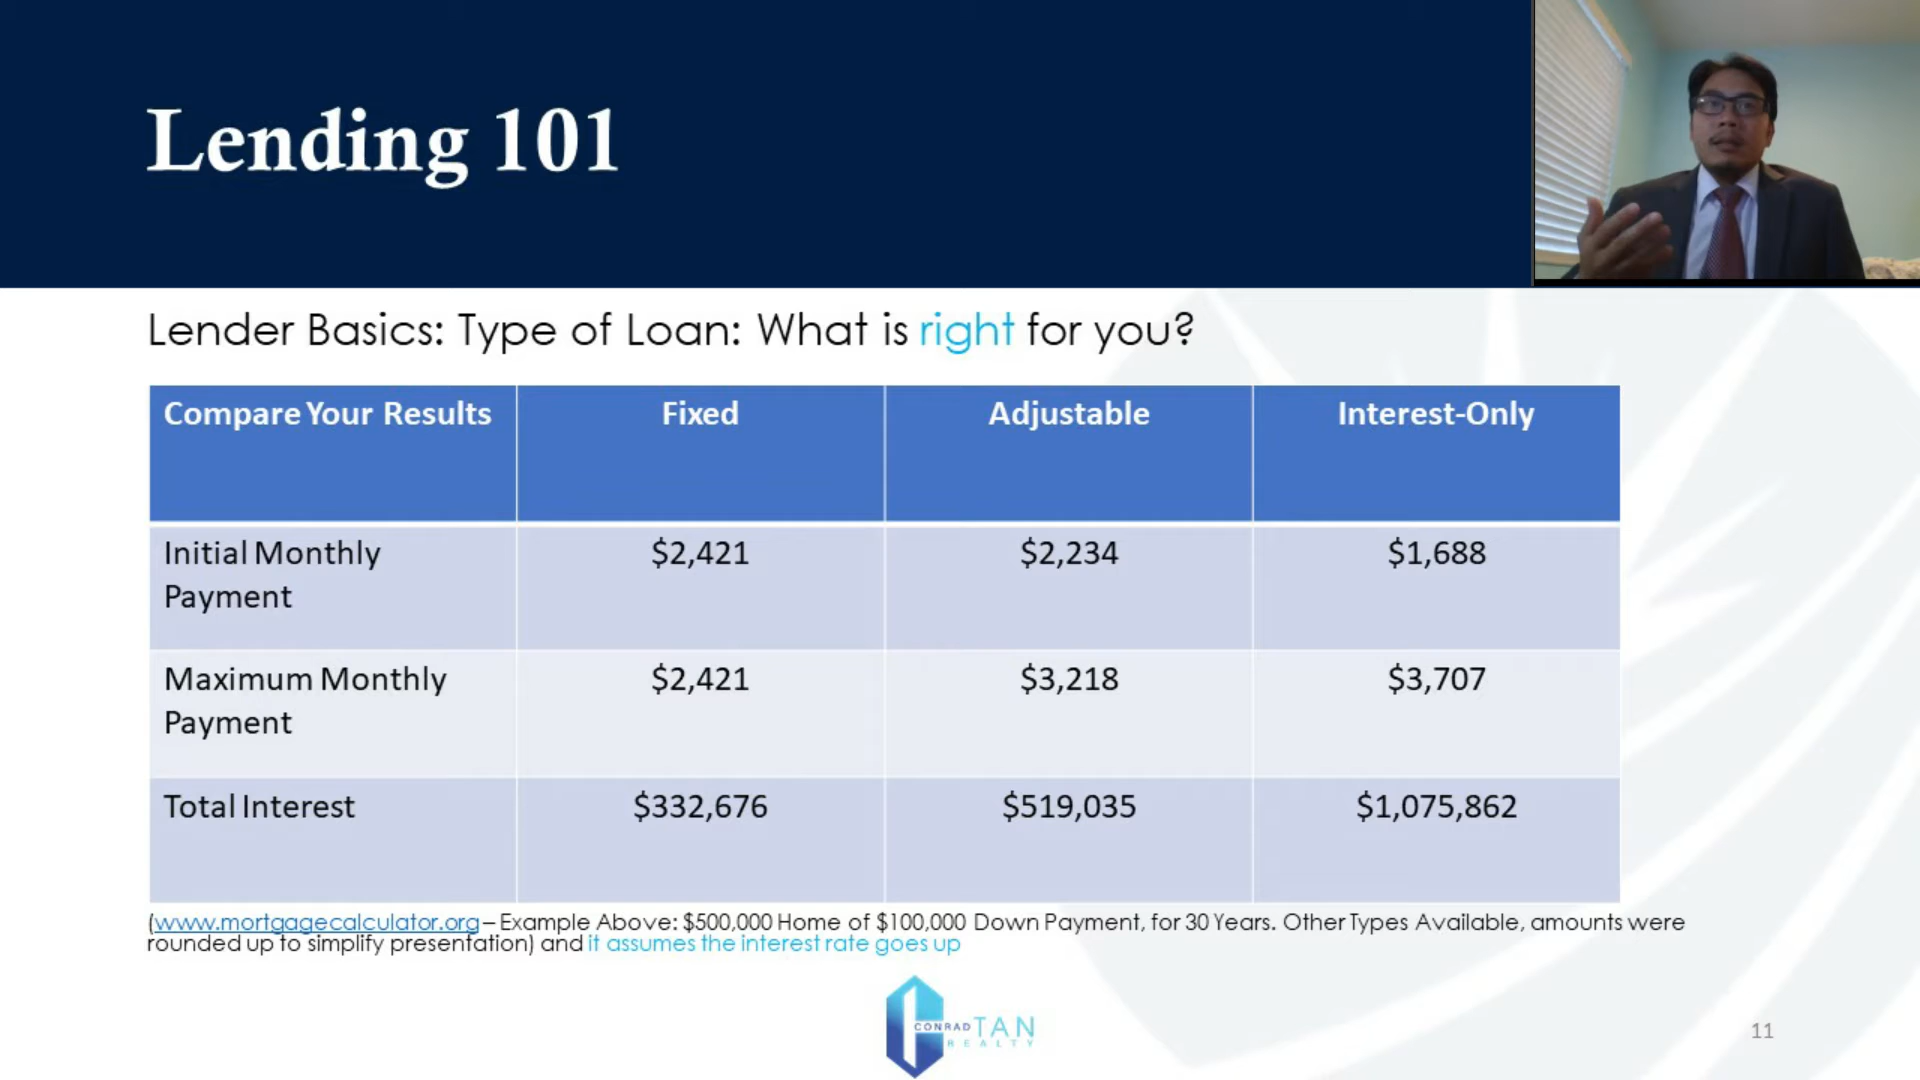 Lending 101
Lender Basics: Type of Loan: What is right for you?
Compare Your Results Fixed Adjustable Interest-Only
Initial Monthly Payment $2,421 $2,234 $1,688
Maximum Monthly Payment $2,421 $3,218 $3,707
Total Interest $332,676 $519,035 $1,075,862
(www.mortgagecalculator.org – Example Above: $500,000 Home of $100,000 Down Payment, for 30 Years. Other Types Available, amounts were
rounded up to simplify presentation) and it assumes the interest rate goes up
CONRAD TAN
REALTY
11